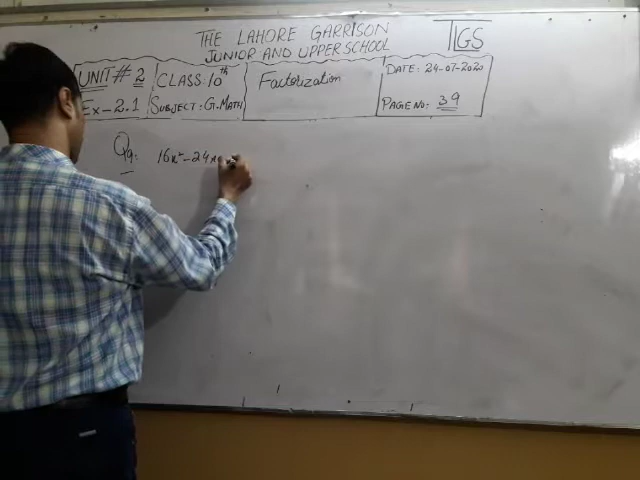 THE LAHORE GARRISON
JUNIOR AND UPPER SCHOOL
TLGS
UNIT # 2
Ex-2.1
CLASS: 10th
SUBJECT: G.MATH
Factorization
DATE: 24-07-2020
PAGE NO: 39
Q9: 16x² - 24x